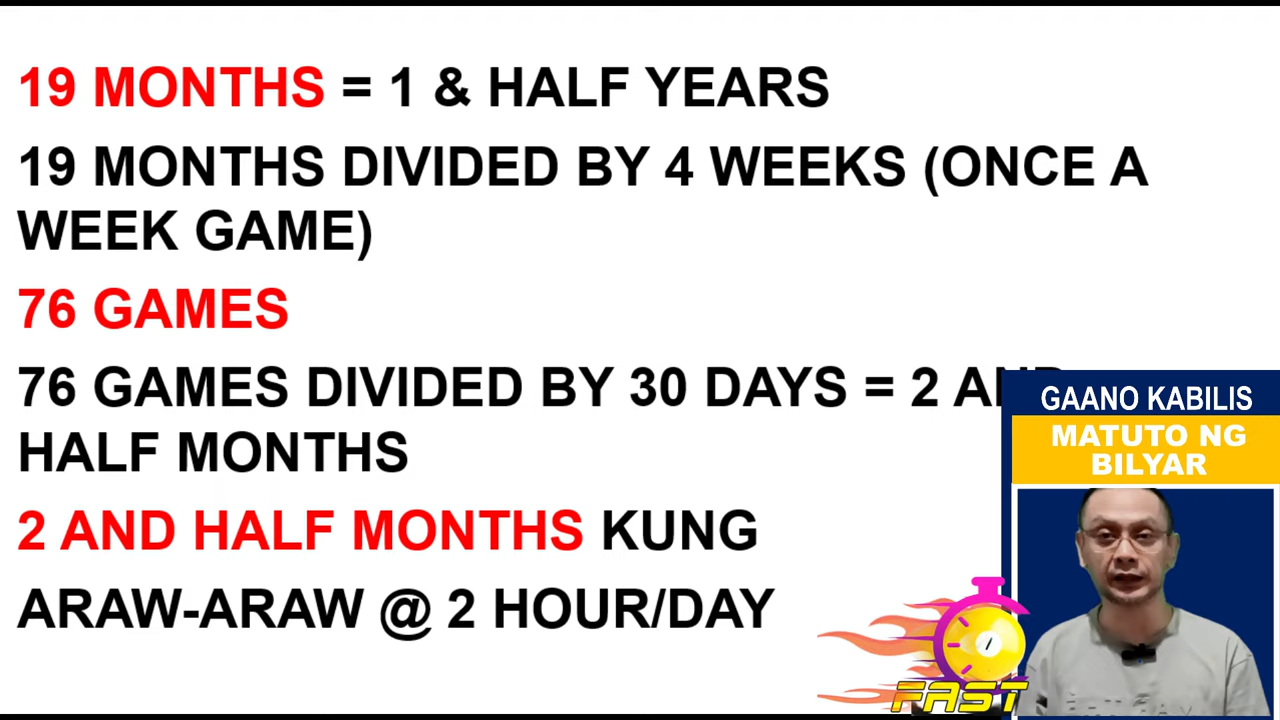 19 MONTHS = 1 & HALF YEARS
19 MONTHS DIVIDED BY 4 WEEKS (ONCE A
WEEK GAME)
76 GAMES
76 GAMES DIVIDED BY 30 DAYS = 2 AND
HALF MONTHS
2 AND HALF MONTHS KUNG
ARAW-ARAW @ 2 HOUR/DAY
GAANO KABILIS
MATUTO NG
BILYAR
1
FAST